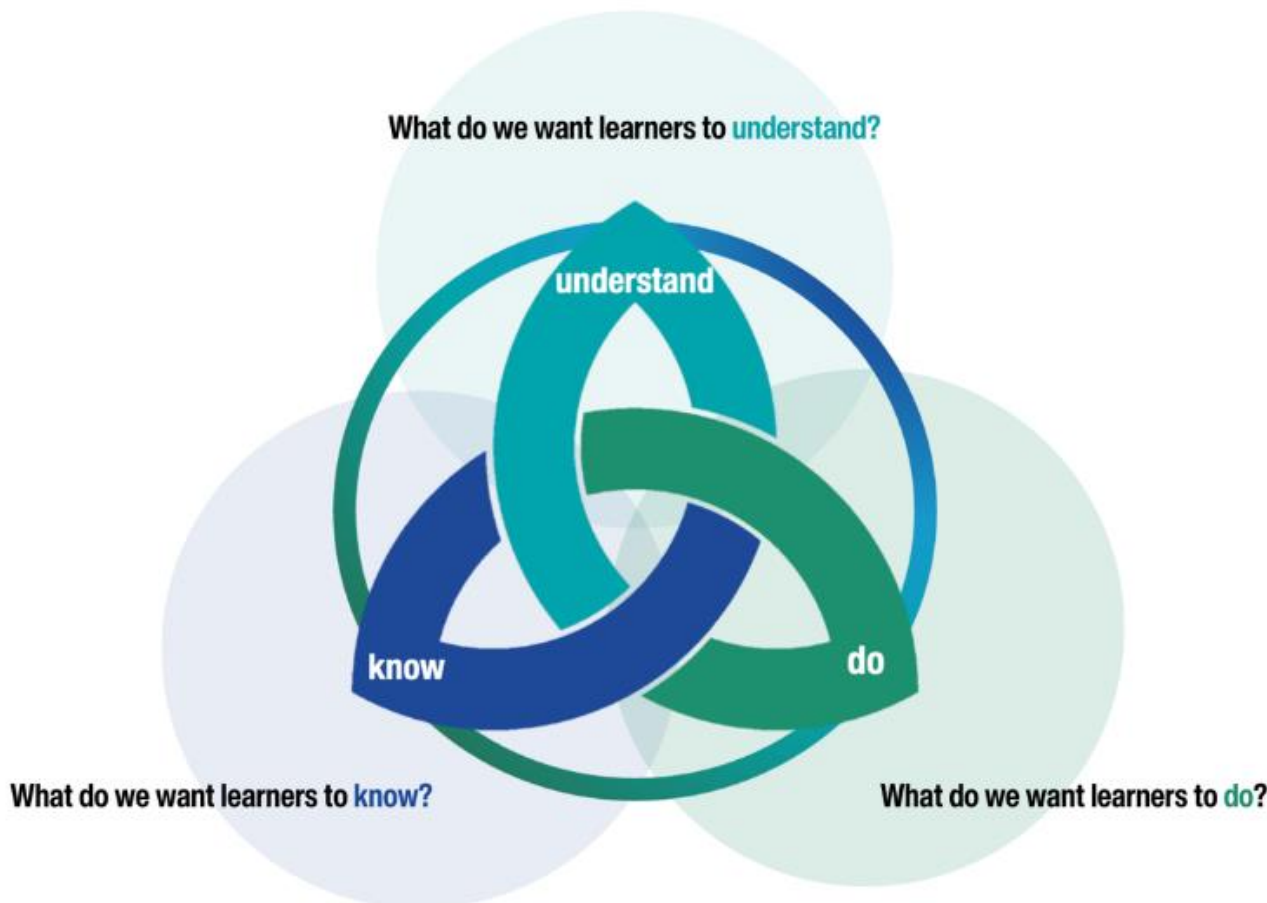 What do we want learners to understand?
understand
know
do
What do we want learners to know?
What do we want learners to do?